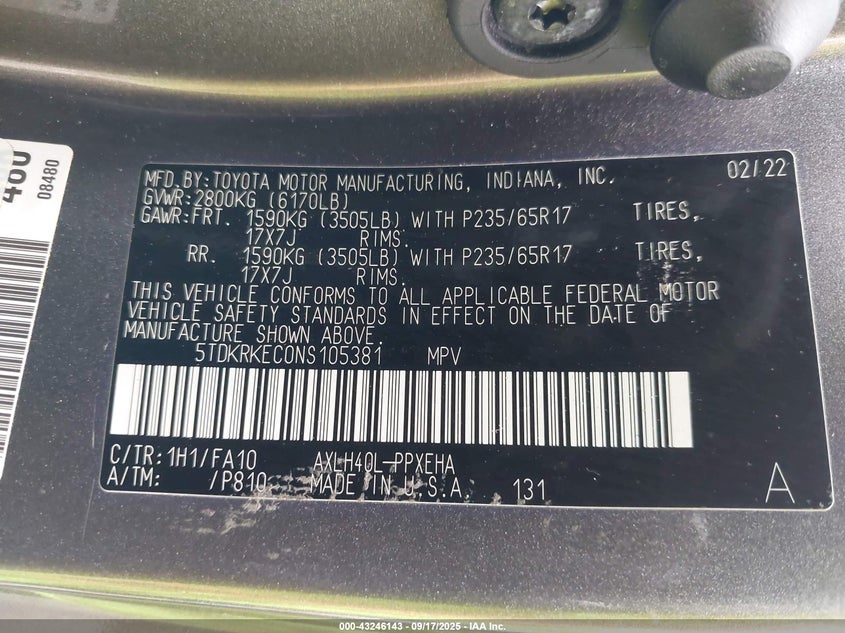 MFD.BY:TOYOTA MOTOR MANUFACTURING, INDIANA, INC. 02/22
GVWR:2800KG (6170LB)
GAWR:FRT. 1590KG (3505LB) WITH P235/65R17 TIRES,
17X7J RIMS.
RR. 1590KG (3505LB) WITH P235/65R17 TIRES,
17X7J RIMS.
THIS VEHICLE CONFORMS TO ALL APPLICABLE FEDERAL MOTOR
VEHICLE SAFETY STANDARDS IN EFFECT ON THE DATE OF
MANUFACTURE SHOWN ABOVE.
5TDKRKEC0NS105381 MPV
C/TR:1H1/FA10 AXLH40L-PPXEHA
A/TM: /P810 MADE IN U.S.A. 131 A
08480
000-43246143 - 09/17/2025 - IAA Inc.